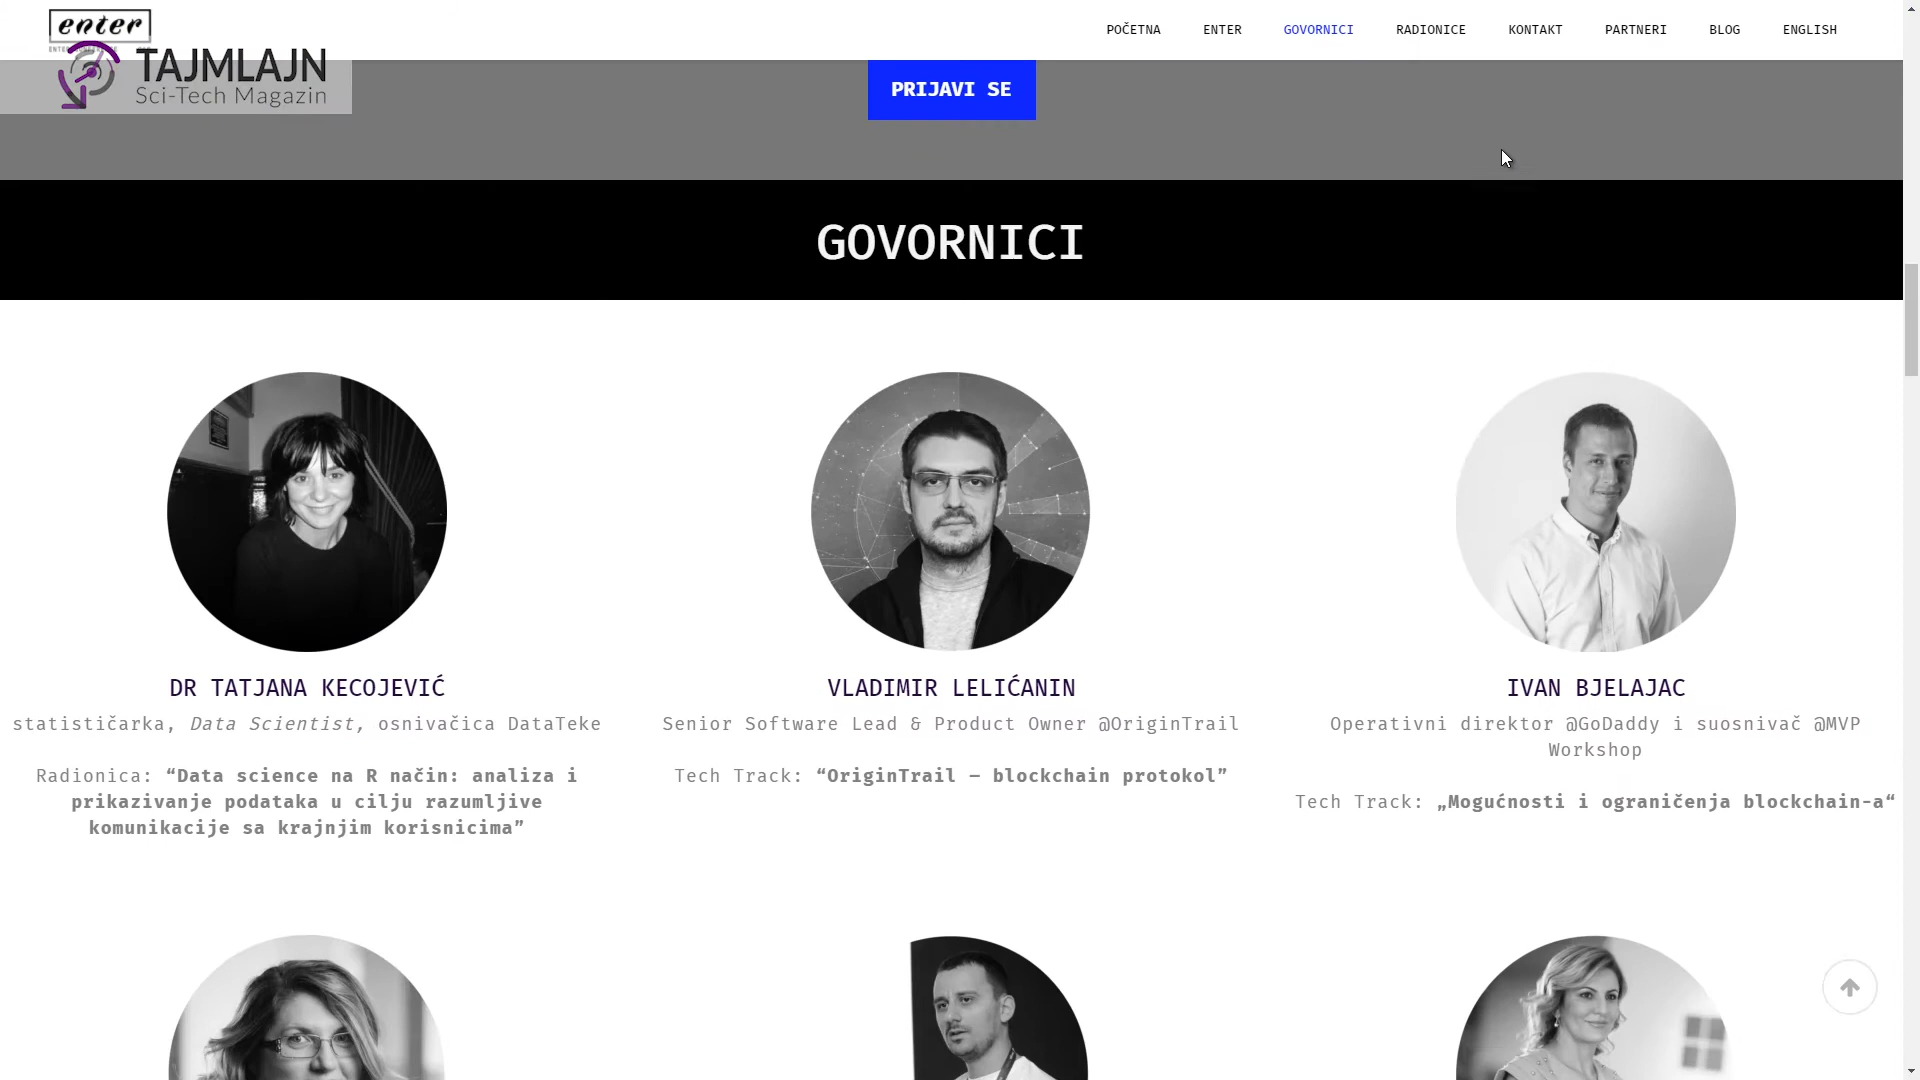 enter
POČETNA ENTER GOVORNICI RADIONICE KONTAKT PARTNERI BLOG ENGLISH
TAJMLAJN
Sci-Tech Magazin
PRIJAVI SE
GOVORNICI
DR TATJANA KECOJEVIĆ
statističarka, Data Scientist, osnivačica DataTeke
Radionica: “Data science na R način: analiza i
prikazivanje podataka u cilju razumljive
komunikacije sa krajnjim korisnicima”
VLADIMIR LELIĆANIN
Senior Software Lead & Product Owner @OriginTrail
Tech Track: “OriginTrail – blockchain protokol”
IVAN BJELAJAC
Operativni direktor @GoDaddy i suosnivač @MVP
Workshop
Tech Track: „Mogućnosti i ograničenja blockchain-a“